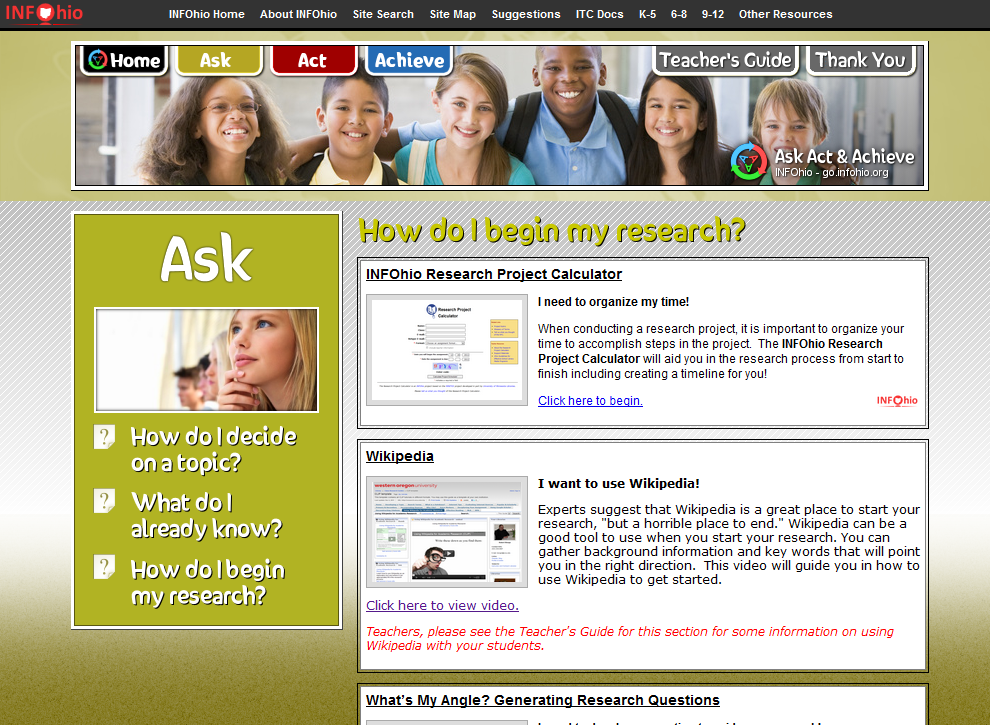 INFOhio
INFOhio Home About INFOhio Site Search Site Map Suggestions ITC Docs K-5 6-8 9-12 Other Resources
Home Ask Act Achieve Teacher's Guide Thank You
Ask Act & Achieve
INFOhio - go.infohio.org
Ask
How do I decide
on a topic?
What do I
already know?
How do I begin
my research?
How do I begin my research?
INFOhio Research Project Calculator
Research Project
Calculator
I need to organize my time!
When conducting a research project, it is important to organize your
time to accomplish steps in the project. The INFOhio Research
Project Calculator will aid you in the research process from start to
finish including creating a timeline for you!
Click here to begin.
INFOhio
Wikipedia
western oregon university
I want to use Wikipedia!
Experts suggest that Wikipedia is a great place to start your
research, "but a horrible place to end." Wikipedia can be a
good tool to use when you start your research. You can
gather background information and key words that will point
you in the right direction. This video will guide you in how to
use Wikipedia to get started.
Click here to view video.
Teachers, please see the Teacher's Guide for this section for some information on using
Wikipedia with your students.
What's My Angle? Generating Research Questions